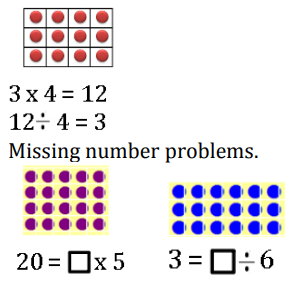 3 x 4 = 12
12÷ 4 = 3
Missing number problems.
20 = □ x 5
3 = □ ÷ 6